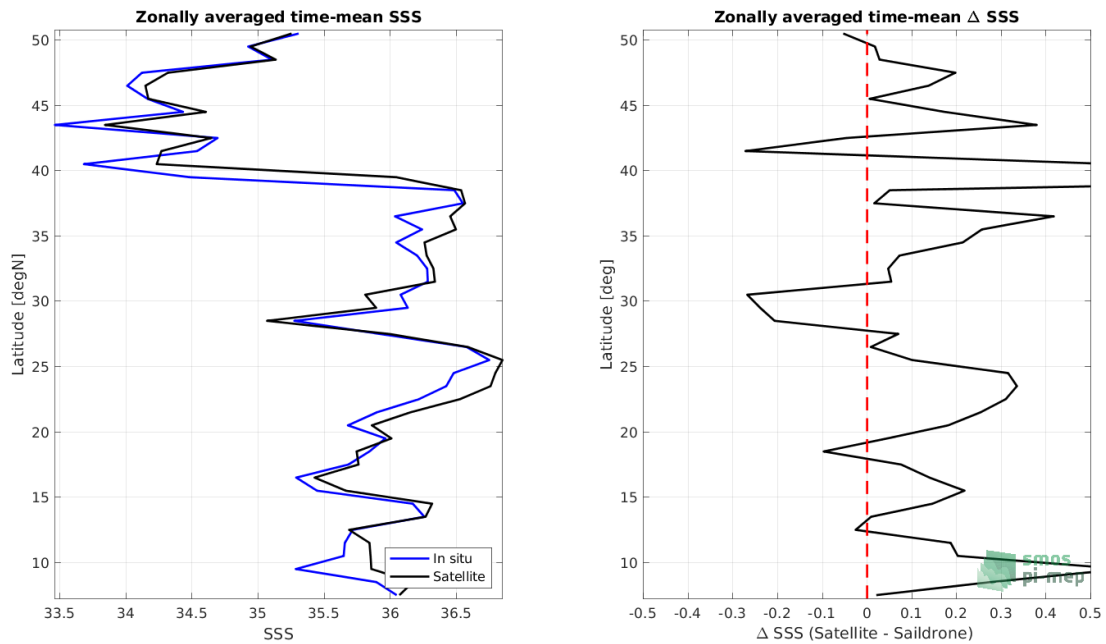 Zonally averaged time-mean SSS
50
45
40
35
30
25
20
15
10
Latitude [degN]
33.5 34 34.5 35 35.5 36 36.5
SSS
In situ
Satellite
Zonally averaged time-mean Δ SSS
50
45
40
35
30
25
20
15
10
Latitude [deg]
-0.5 -0.4 -0.3 -0.2 -0.1 0 0.1 0.2 0.3 0.4 0.5
Δ SSS (Satellite - Saildrone)
smos
pi-mep